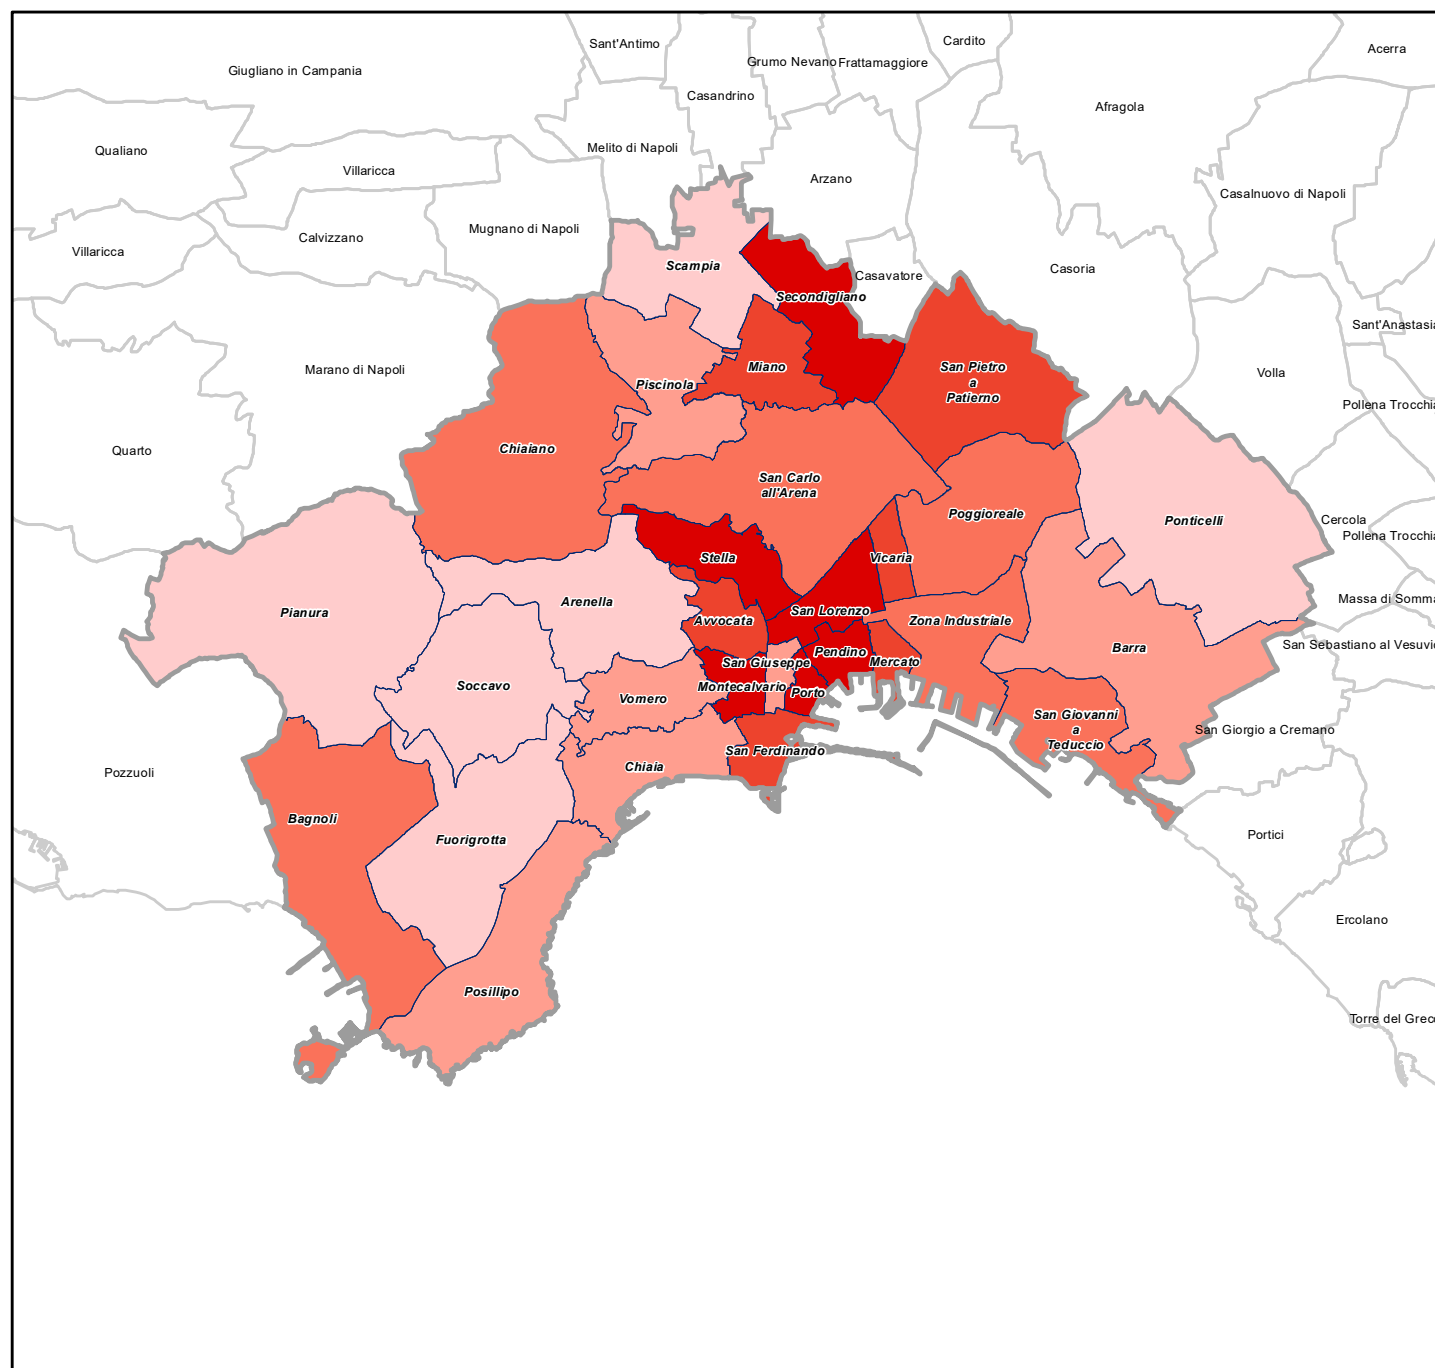 Sant'Antimo
Cardito
Acerra
Giugliano in Campania
Grumo Nevano
Frattamaggiore
Casandrino
Afragola
Qualiano
Melito di Napoli
Villaricca
Arzano
Casalnuovo di Napoli
Mugnano di Napoli
Calvizzano
Villaricca
Scampia
Casavatore
Casoria
Secondigliano
Sant'Anastasia
Marano di Napoli
Miano
San Pietro
a
Patierno
Volla
Piscinola
Pollena Trocchia
Quarto
Chiaiano
San Carlo
all'Arena
Poggioreale
Ponticelli
Cercola
Pollena Trocchia
Stella
Vicaria
Arenella
Massa di Somma
Pianura
San Lorenzo
Avvocata
Zona Industriale
Barra
San Sebastiano al Vesuvio
Pendino
San Giuseppe
Mercato
Soccavo
Montecalvario
Porto
Vomero
San Giovanni
a
Teduccio
San Giorgio a Cremano
San Ferdinando
Chiaia
Pozzuoli
Bagnoli
Fuorigrotta
Portici
Ercolano
Posillipo
Torre del Greco